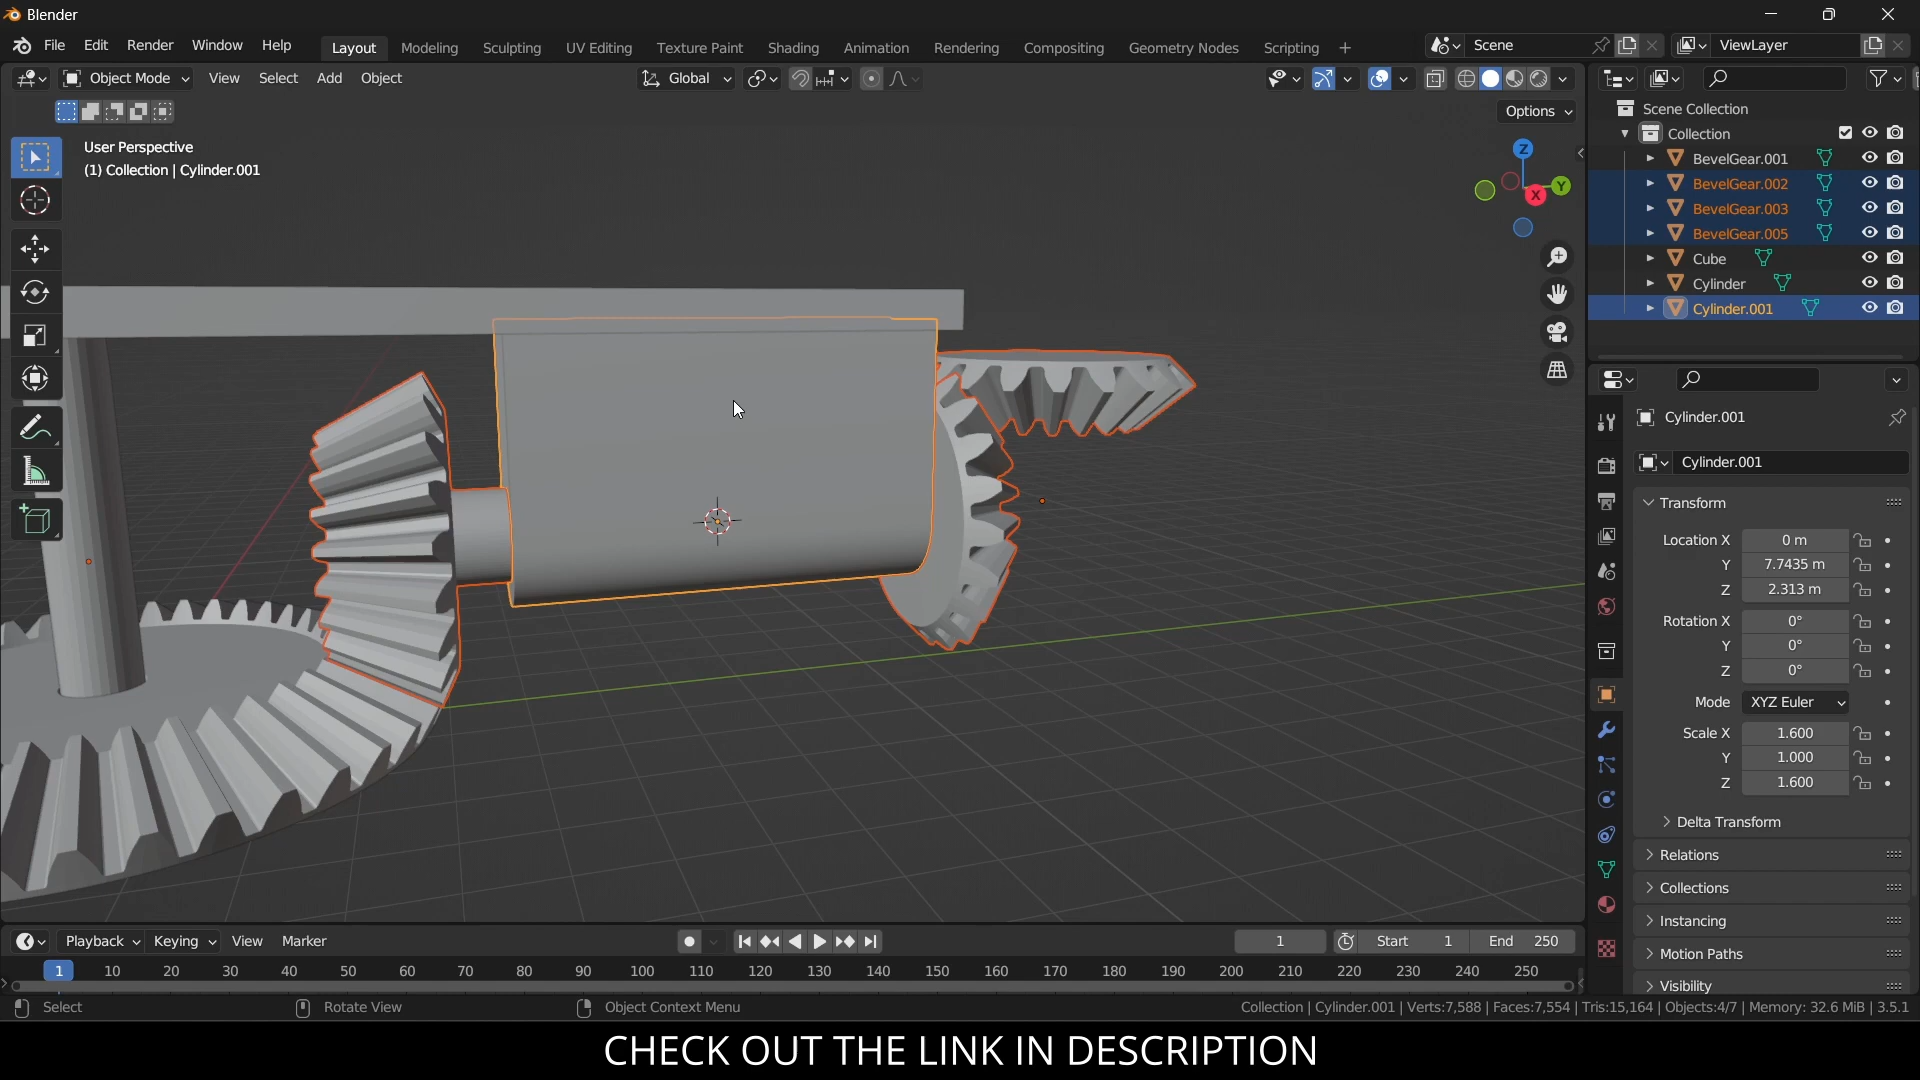 Blender
File Edit Render Window Help
Layout Modeling Sculpting UV Editing Texture Paint Shading Animation Rendering Compositing Geometry Nodes Scripting +
Scene
ViewLayer
Object Mode View Select Add Object
Global
Options
User Perspective
(1) Collection | Cylinder.001
Z
Y
X
Scene Collection
Collection
BevelGear.001
BevelGear.002
BevelGear.003
BevelGear.005
Cube
Cylinder
Cylinder.001
Cylinder.001
Cylinder.001
Transform
Location X 0 m
Y 7.7435 m
Z 2.313 m
Rotation X 0°
Y 0°
Z 0°
Mode XYZ Euler
Scale X 1.600
Y 1.000
Z 1.600
Delta Transform
Relations
Collections
Instancing
Motion Paths
Visibility
Playback Keying View Marker
1 Start 1 End 250
1 10 20 30 40 50 60 70 80 90 100 110 120 130 140 150 160 170 180 190 200 210 220 230 240 250
Select Rotate View Object Context Menu
Collection | Cylinder.001 | Verts:7,588 | Faces:7,554 | Tris:15,164 | Objects:4/7 | Memory: 32.6 MiB | 3.5.1
CHECK OUT THE LINK IN DESCRIPTION